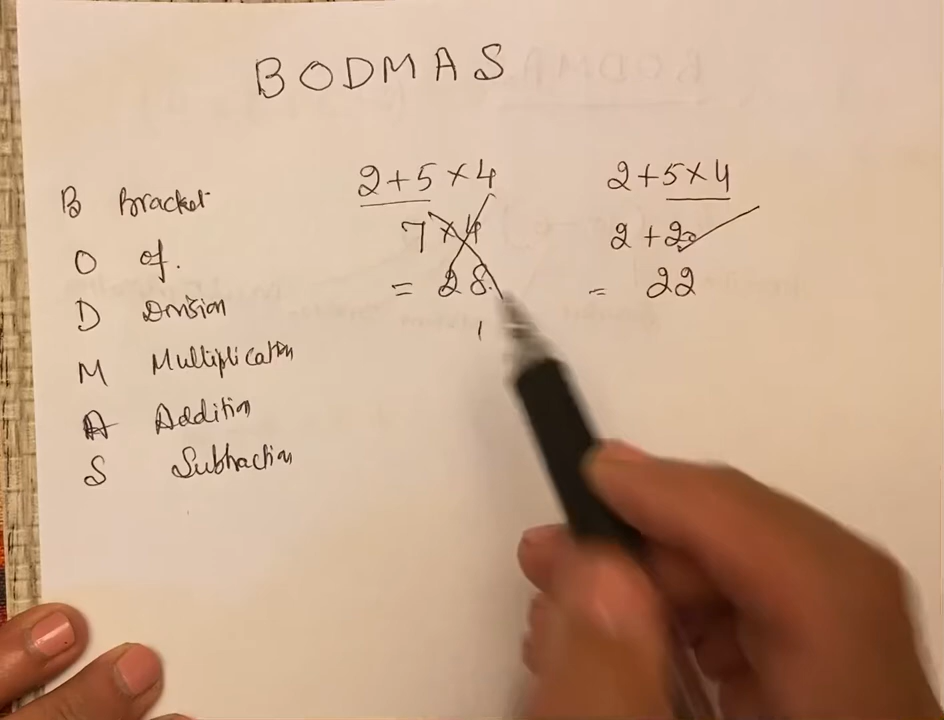 BODMAS
B Bracket
O of.
D Division
M Multiplication
A Addition
S Subtraction
2+5×4
7×4
= 28
2+5×4
2+20
= 22